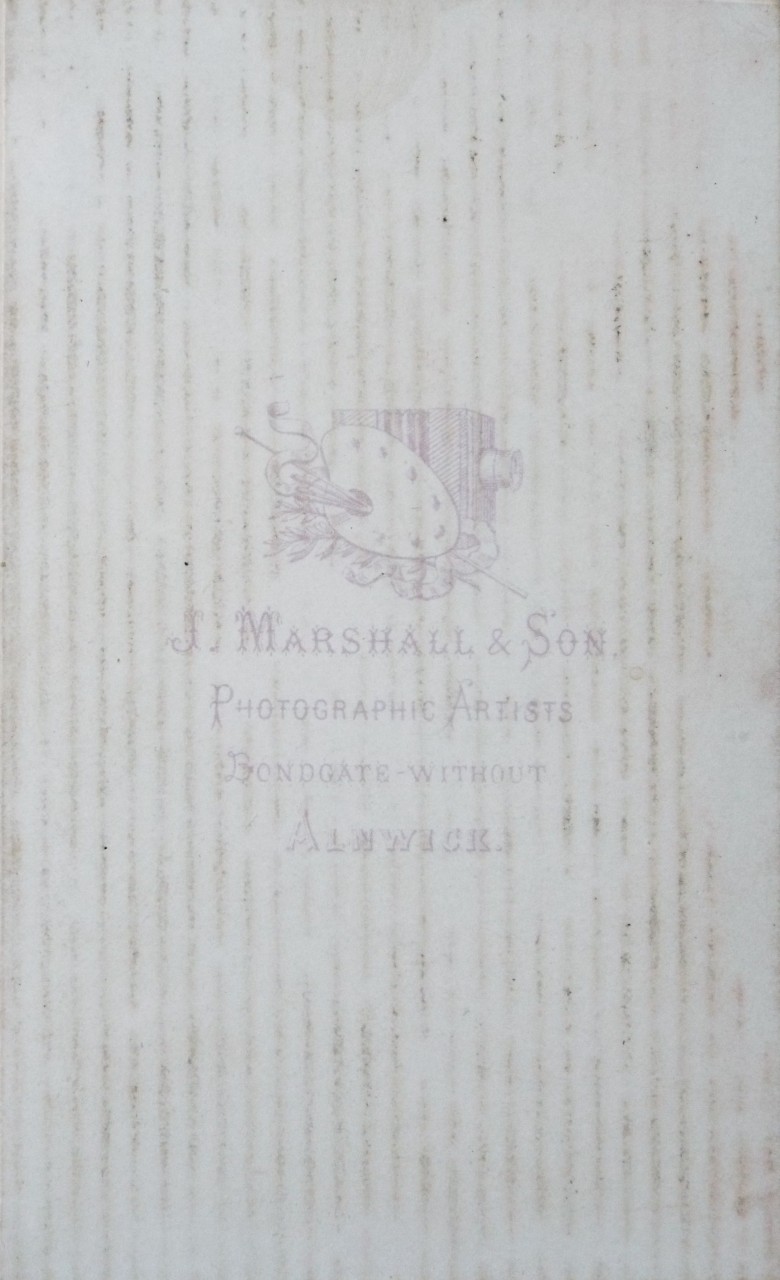 J. MARSHALL & SON.
PHOTOGRAPHIC ARTISTS
BONDGATE-WITHOUT
ALNWICK.